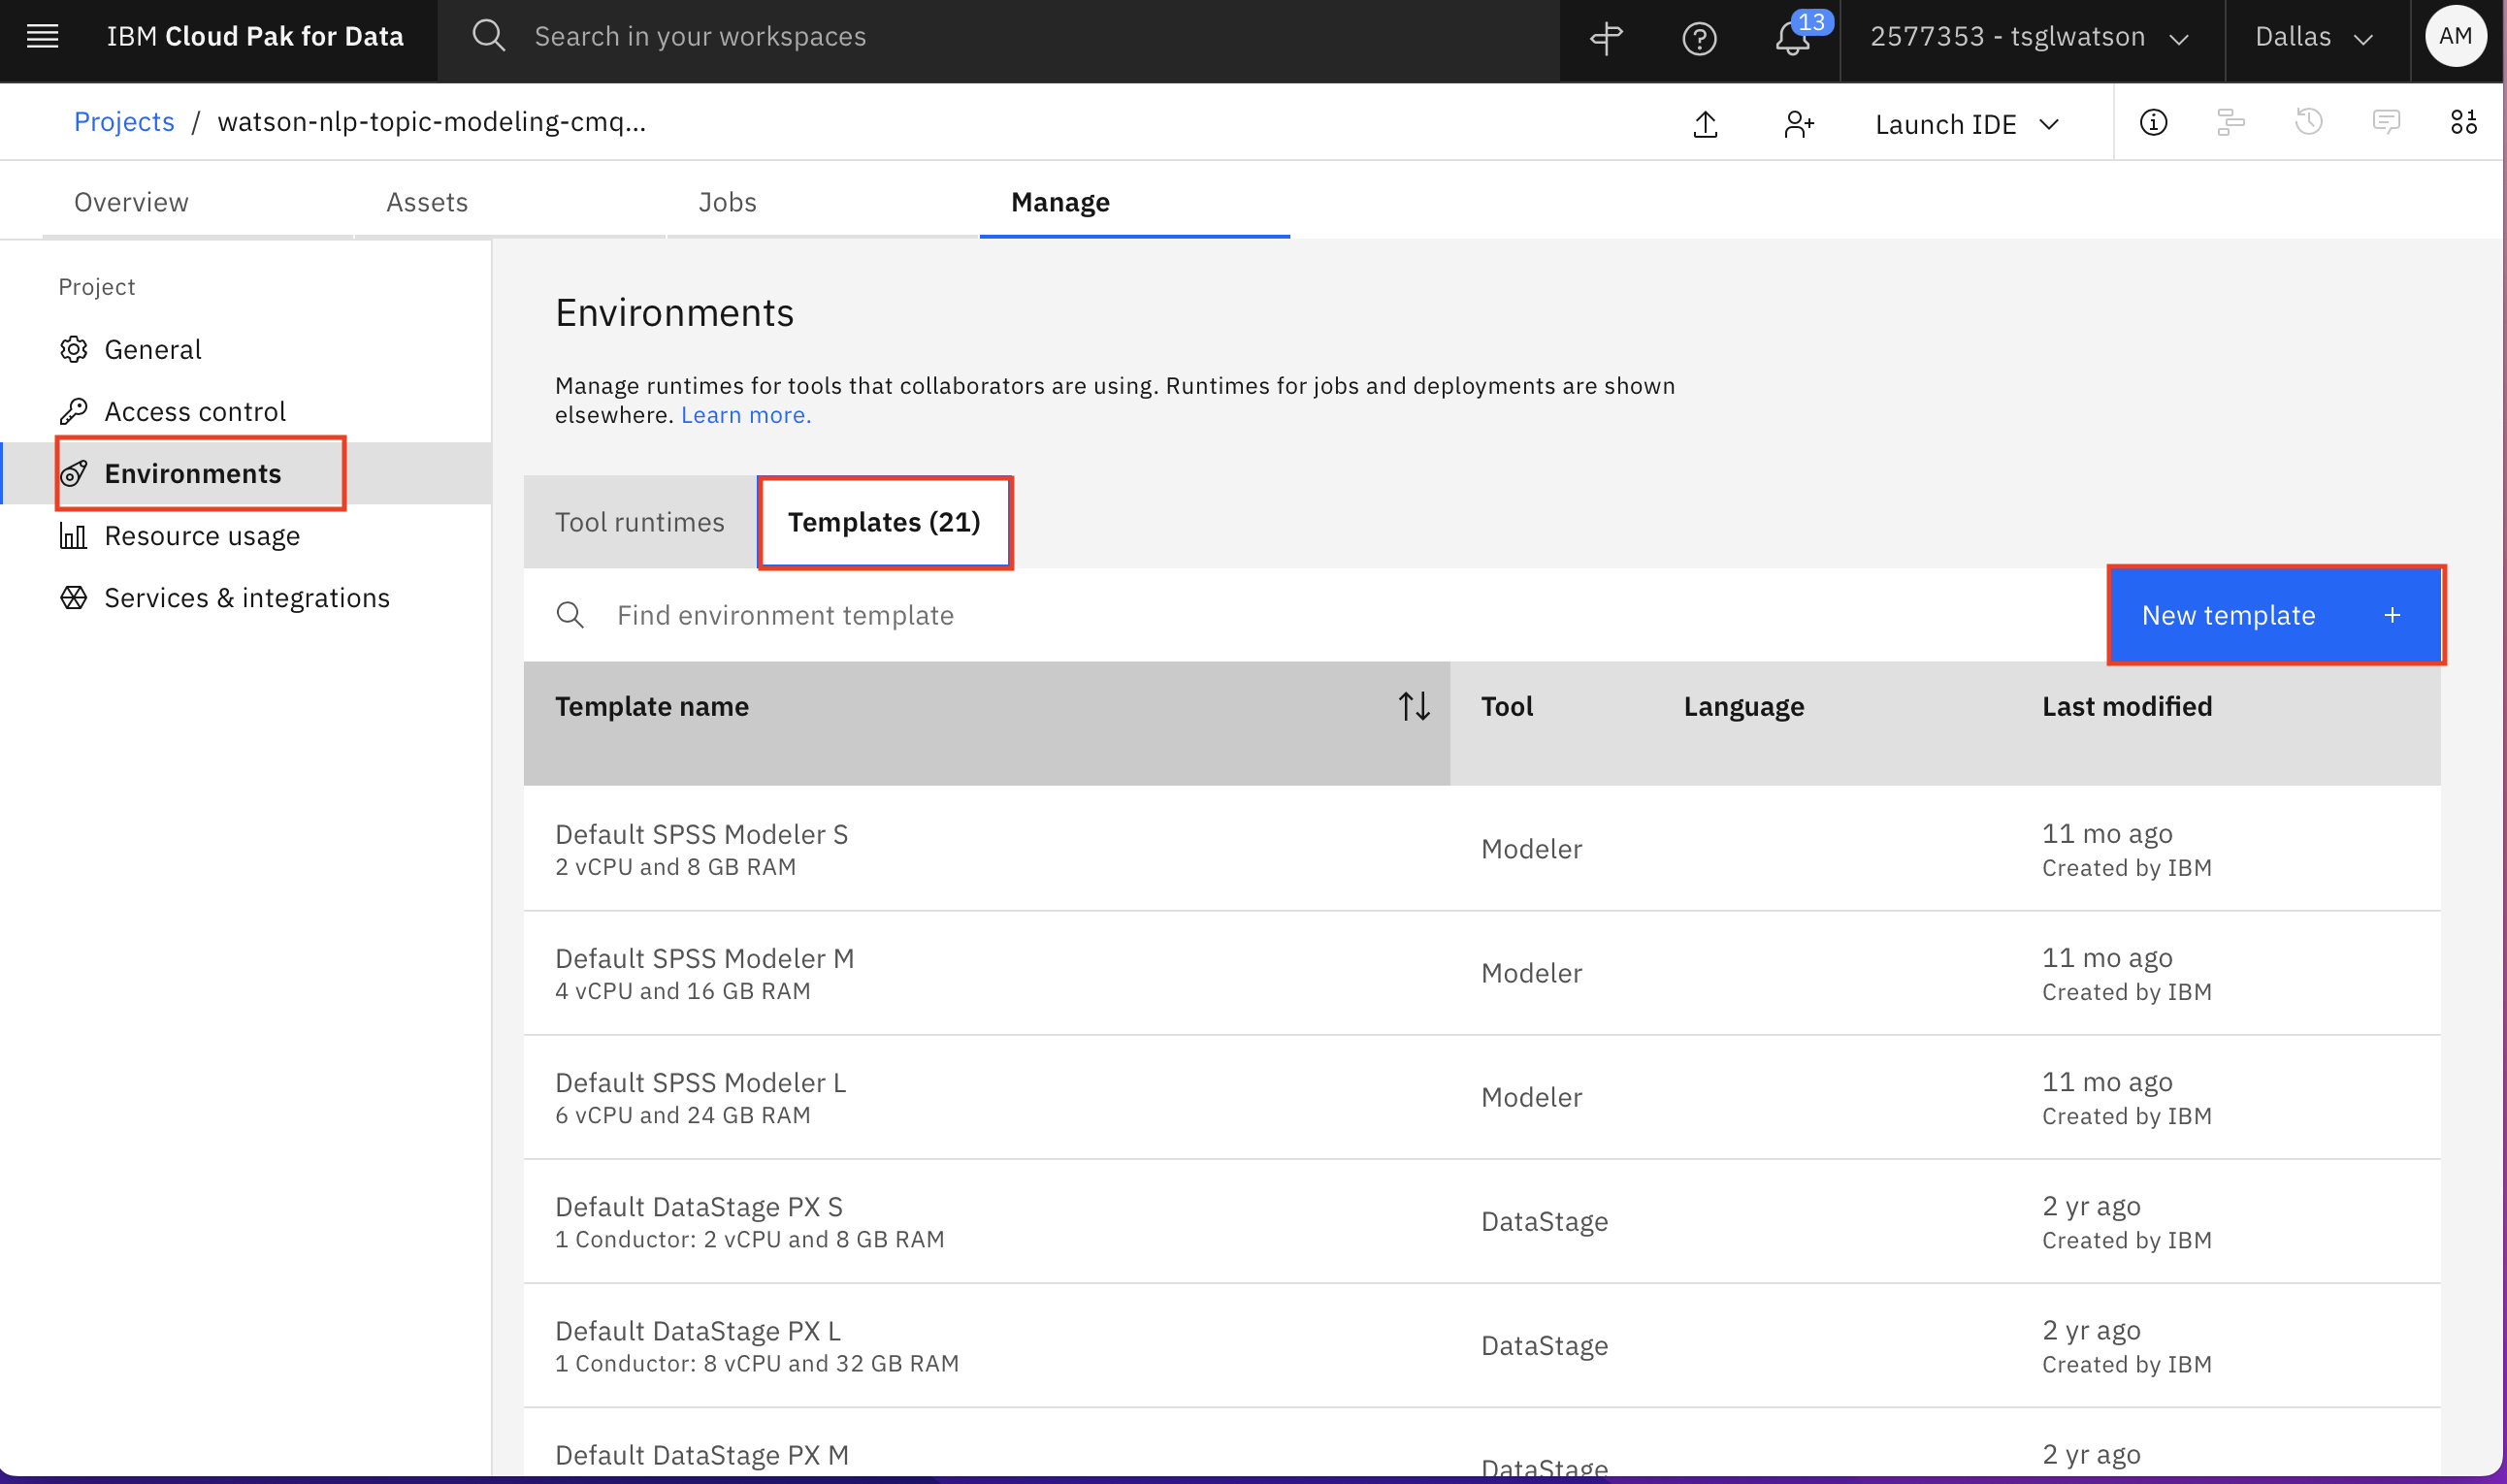 IBM Cloud Pak for Data
Search in your workspaces
13
2577353 - tsglwatson
Dallas
AM
Projects / watson-nlp-topic-modeling-cmq...
Launch IDE
Overview
Assets
Jobs
Manage
Project
General
Access control
Environments
Resource usage
Services & integrations
Environments
Manage runtimes for tools that collaborators are using. Runtimes for jobs and deployments are shown
elsewhere. Learn more.
Tool runtimes
Templates (21)
Find environment template
New template +
Template name
Tool
Language
Last modified
Default SPSS Modeler S
2 vCPU and 8 GB RAM
Modeler
11 mo ago
Created by IBM
Default SPSS Modeler M
4 vCPU and 16 GB RAM
Modeler
11 mo ago
Created by IBM
Default SPSS Modeler L
6 vCPU and 24 GB RAM
Modeler
11 mo ago
Created by IBM
Default DataStage PX S
1 Conductor: 2 vCPU and 8 GB RAM
DataStage
2 yr ago
Created by IBM
Default DataStage PX L
1 Conductor: 8 vCPU and 32 GB RAM
DataStage
2 yr ago
Created by IBM
Default DataStage PX M
DataStage
2 yr ago